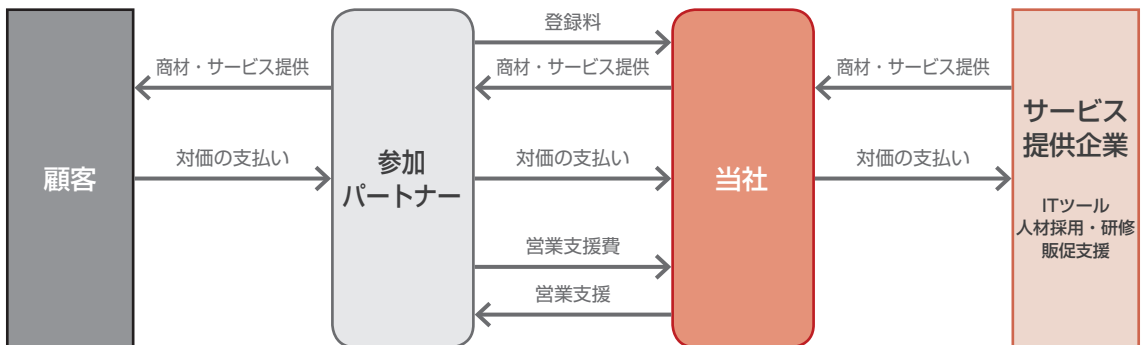 登録料
商材・サービス提供
商材・サービス提供
商材・サービス提供
サービス
提供企業
顧客
対価の支払い
参加
パートナー
対価の支払い
当社
対価の支払い
ITツール
人材採用・研修
販促支援
営業支援費
営業支援